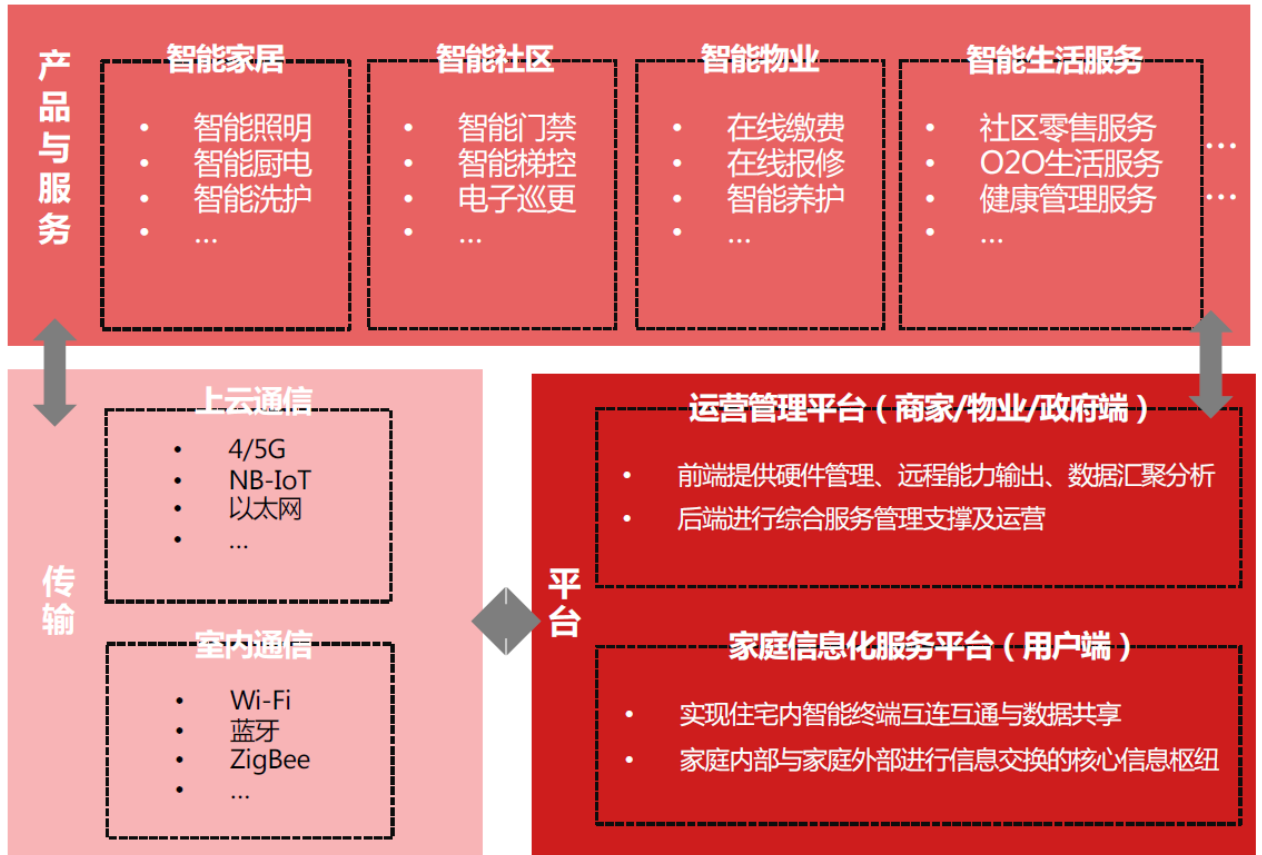 产品与服务
智能家居
• 智能照明
• 智能厨电
• 智能洗护
• ...
智能社区
• 智能门禁
• 智能梯控
• 电子巡更
• ...
智能物业
• 在线缴费
• 在线报修
• 智能养护
• ...
智能生活服务
• 社区零售服务
• O2O生活服务
• 健康管理服务
• ...
...
...
传输
上云通信
• 4/5G
• NB-IoT
• 以太网
• ...
室内通信
• Wi-Fi
• 蓝牙
• ZigBee
• ...
平台
运营管理平台（商家/物业/政府端）
• 前端提供硬件管理、远程能力输出、数据汇聚分析
• 后端进行综合服务管理支撑及运营
家庭信息化服务平台（用户端）
• 实现住宅内智能终端互连互通与数据共享
• 家庭内部与家庭外部进行信息交换的核心信息枢纽